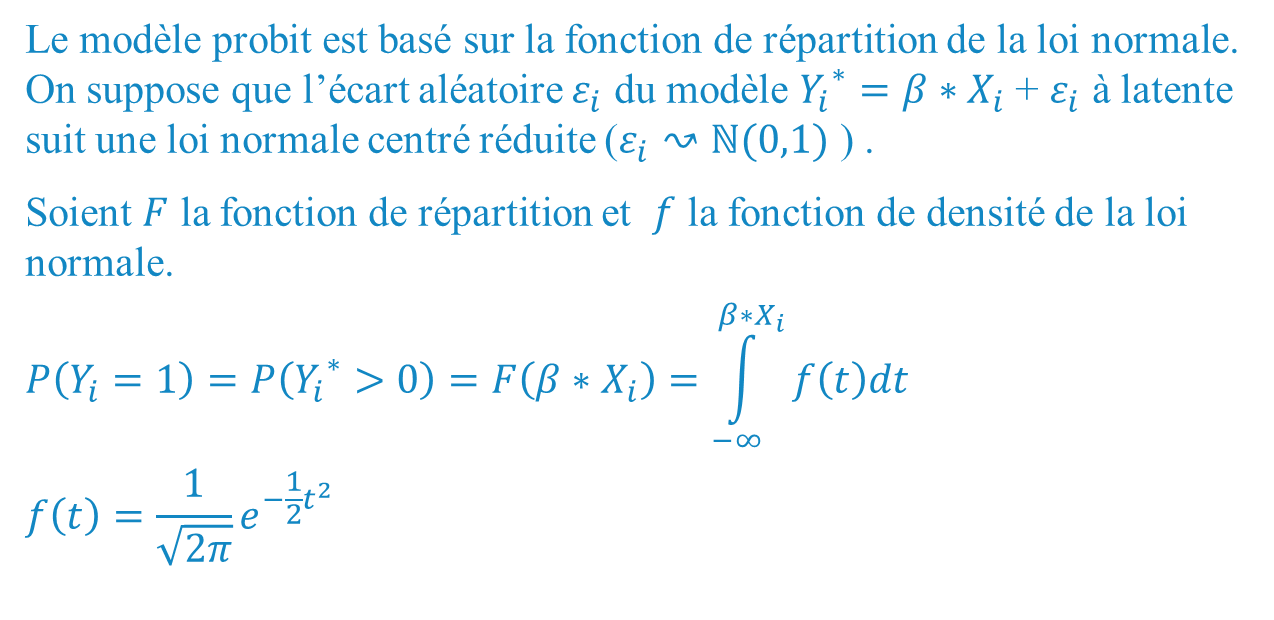 Le modèle probit est basé sur la fonction de répartition de la loi normale.
On suppose que l’écart aléatoire εᵢ du modèle Yᵢ* = β ∗ Xᵢ + εᵢ à latente
suit une loi normale centré réduite (εᵢ ⤳ ℕ(0,1) ) .
Soient F la fonction de répartition et f la fonction de densité de la loi
normale.
P(Yᵢ = 1) = P(Yᵢ* > 0) = F(β ∗ Xᵢ) = ∫_{−∞}^{β∗Xᵢ} f(t)dt
f(t) = \frac{1}{\sqrt{2π}} e^{−\frac{1}{2}t²}